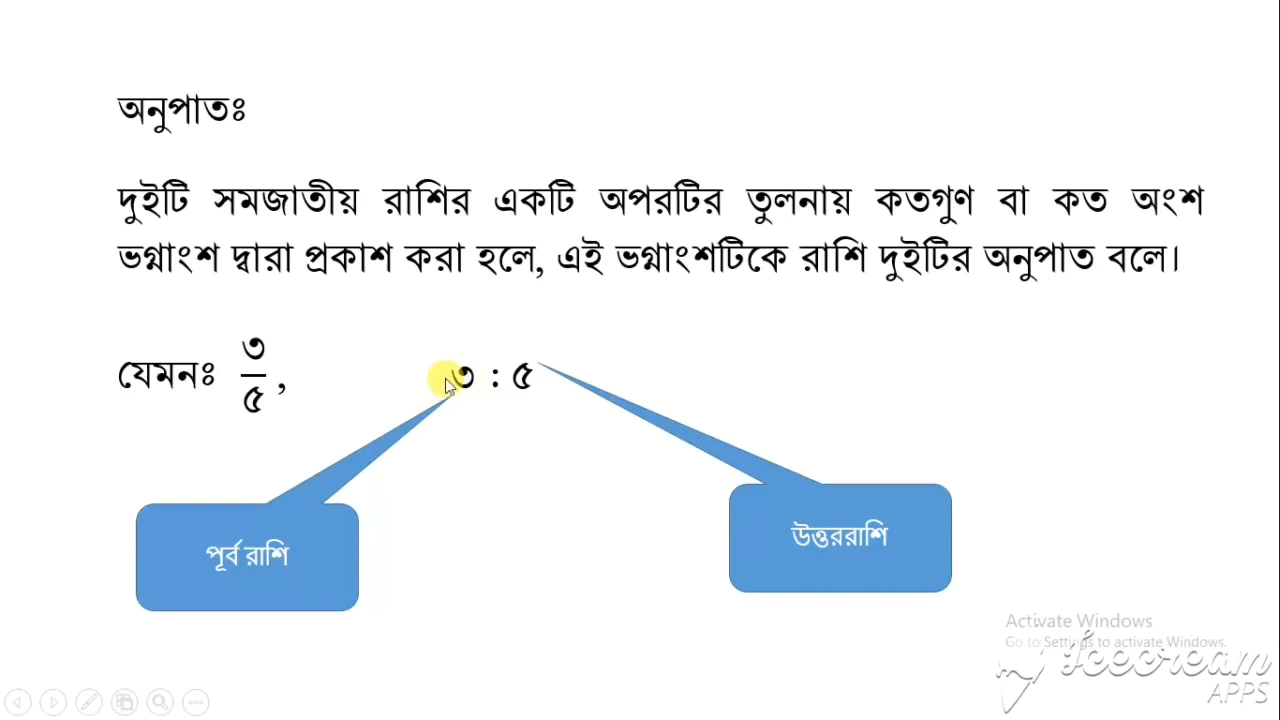 অনুপাতঃ
দুইটি সমজাতীয় রাশির একটি অপরটির তুলনায় কতগুণ বা কত অংশ
ভগ্নাংশ দ্বারা প্রকাশ করা হলে, এই ভগ্নাংশটিকে রাশি দুইটির অনুপাত বলে।
যেমনঃ ৩/৫, ৩ : ৫
পূর্ব রাশি
উত্তররাশি
Activate Windows
Go to Settings to activate Windows.
Icecream
APPS